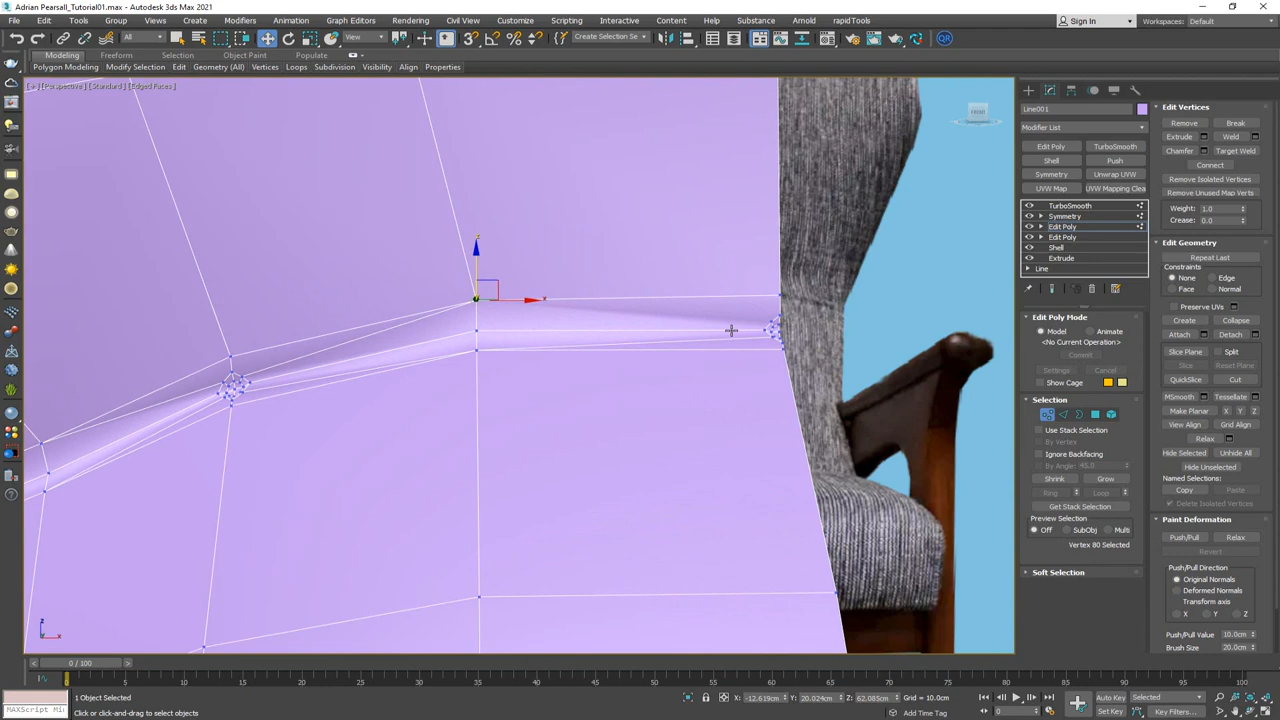 Adrian Pearsall_Tutorial01.max - Autodesk 3ds Max 2021
File Edit Tools Group Views Create Modifiers Animation Graph Editors Rendering Civil View Customize Scripting Interactive Content Help Substance Arnold rapidTools
Sign In Workspaces: Default
All View Create Selection Se QR
Modeling Freeform Selection Object Paint Populate
Polygon Modeling Modify Selection Edit Geometry (All) Vertices Loops Subdivision Visibility Align Properties
[ + ] [Perspective ] [Standard ] [Edged Faces ]
FRONT
Line001
Modifier List
Edit Poly TurboSmooth
Shell Push
Symmetry Unwrap UVW
UVW Map UVW Mapping Clea
TurboSmooth
Symmetry
Edit Poly
Edit Poly
Shell
Extrude
Line
Edit Poly Mode
Model Animate
<No Current Operation>
Commit
Settings Cancel
Show Cage
Selection
Use Stack Selection
By Vertex
Ignore Backfacing
By Angle: 45.0
Shrink Grow
Ring Loop
Get Stack Selection
Preview Selection
Off SubObj Multi
Vertex 80 Selected
Soft Selection
Edit Vertices
Remove Break
Extrude Weld
Chamfer Target Weld
Connect
Remove Isolated Vertices
Remove Unused Map Verts
Weight: 1.0
Crease: 0.0
Edit Geometry
Repeat Last
Constraints
None Edge
Face Normal
Preserve UVs
Create Collapse
Attach Detach
Slice Plane Split
Slice Reset Plane
QuickSlice Cut
MSmooth Tessellate
Make Planar X Y Z
View Align Grid Align
Relax
Hide Selected Unhide All
Hide Unselected
Named Selections:
Copy Paste
Delete Isolated Vertices
Paint Deformation
Push/Pull Relax
Revert
Push/Pull Direction
Original Normals
Deformed Normals
Transform axis
X Y Z
Push/Pull Value 10.0cm
Brush Size 20.0cm
z
x
z
x
0 / 100
0 5 10 15 20 25 30 35 40 45 50 55 60 65 70 75 80 85 90 95 100
1 Object Selected
MAXScript Mi
Click or click-and-drag to select objects
X: -12.619cm Y: 20.024cm Z: 62.085cm Grid = 10.0cm
Add Time Tag
0
Auto Key Selected
Set Key Key Filters...